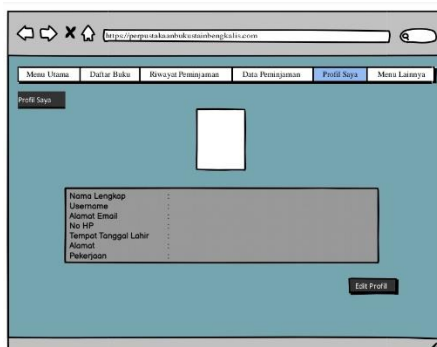 https://perpustakaanbukustainbengkalis.com
Menu Utama Daftar Buku Riwayat Peminjaman Data Peminjaman Profil Saya Menu Lainnya
Profil Saya
Nama Lengkap :
Username :
Alamat Email :
No HP :
Tempat Tanggal Lahir :
Alamat :
Pekerjaan :
Edit Profil